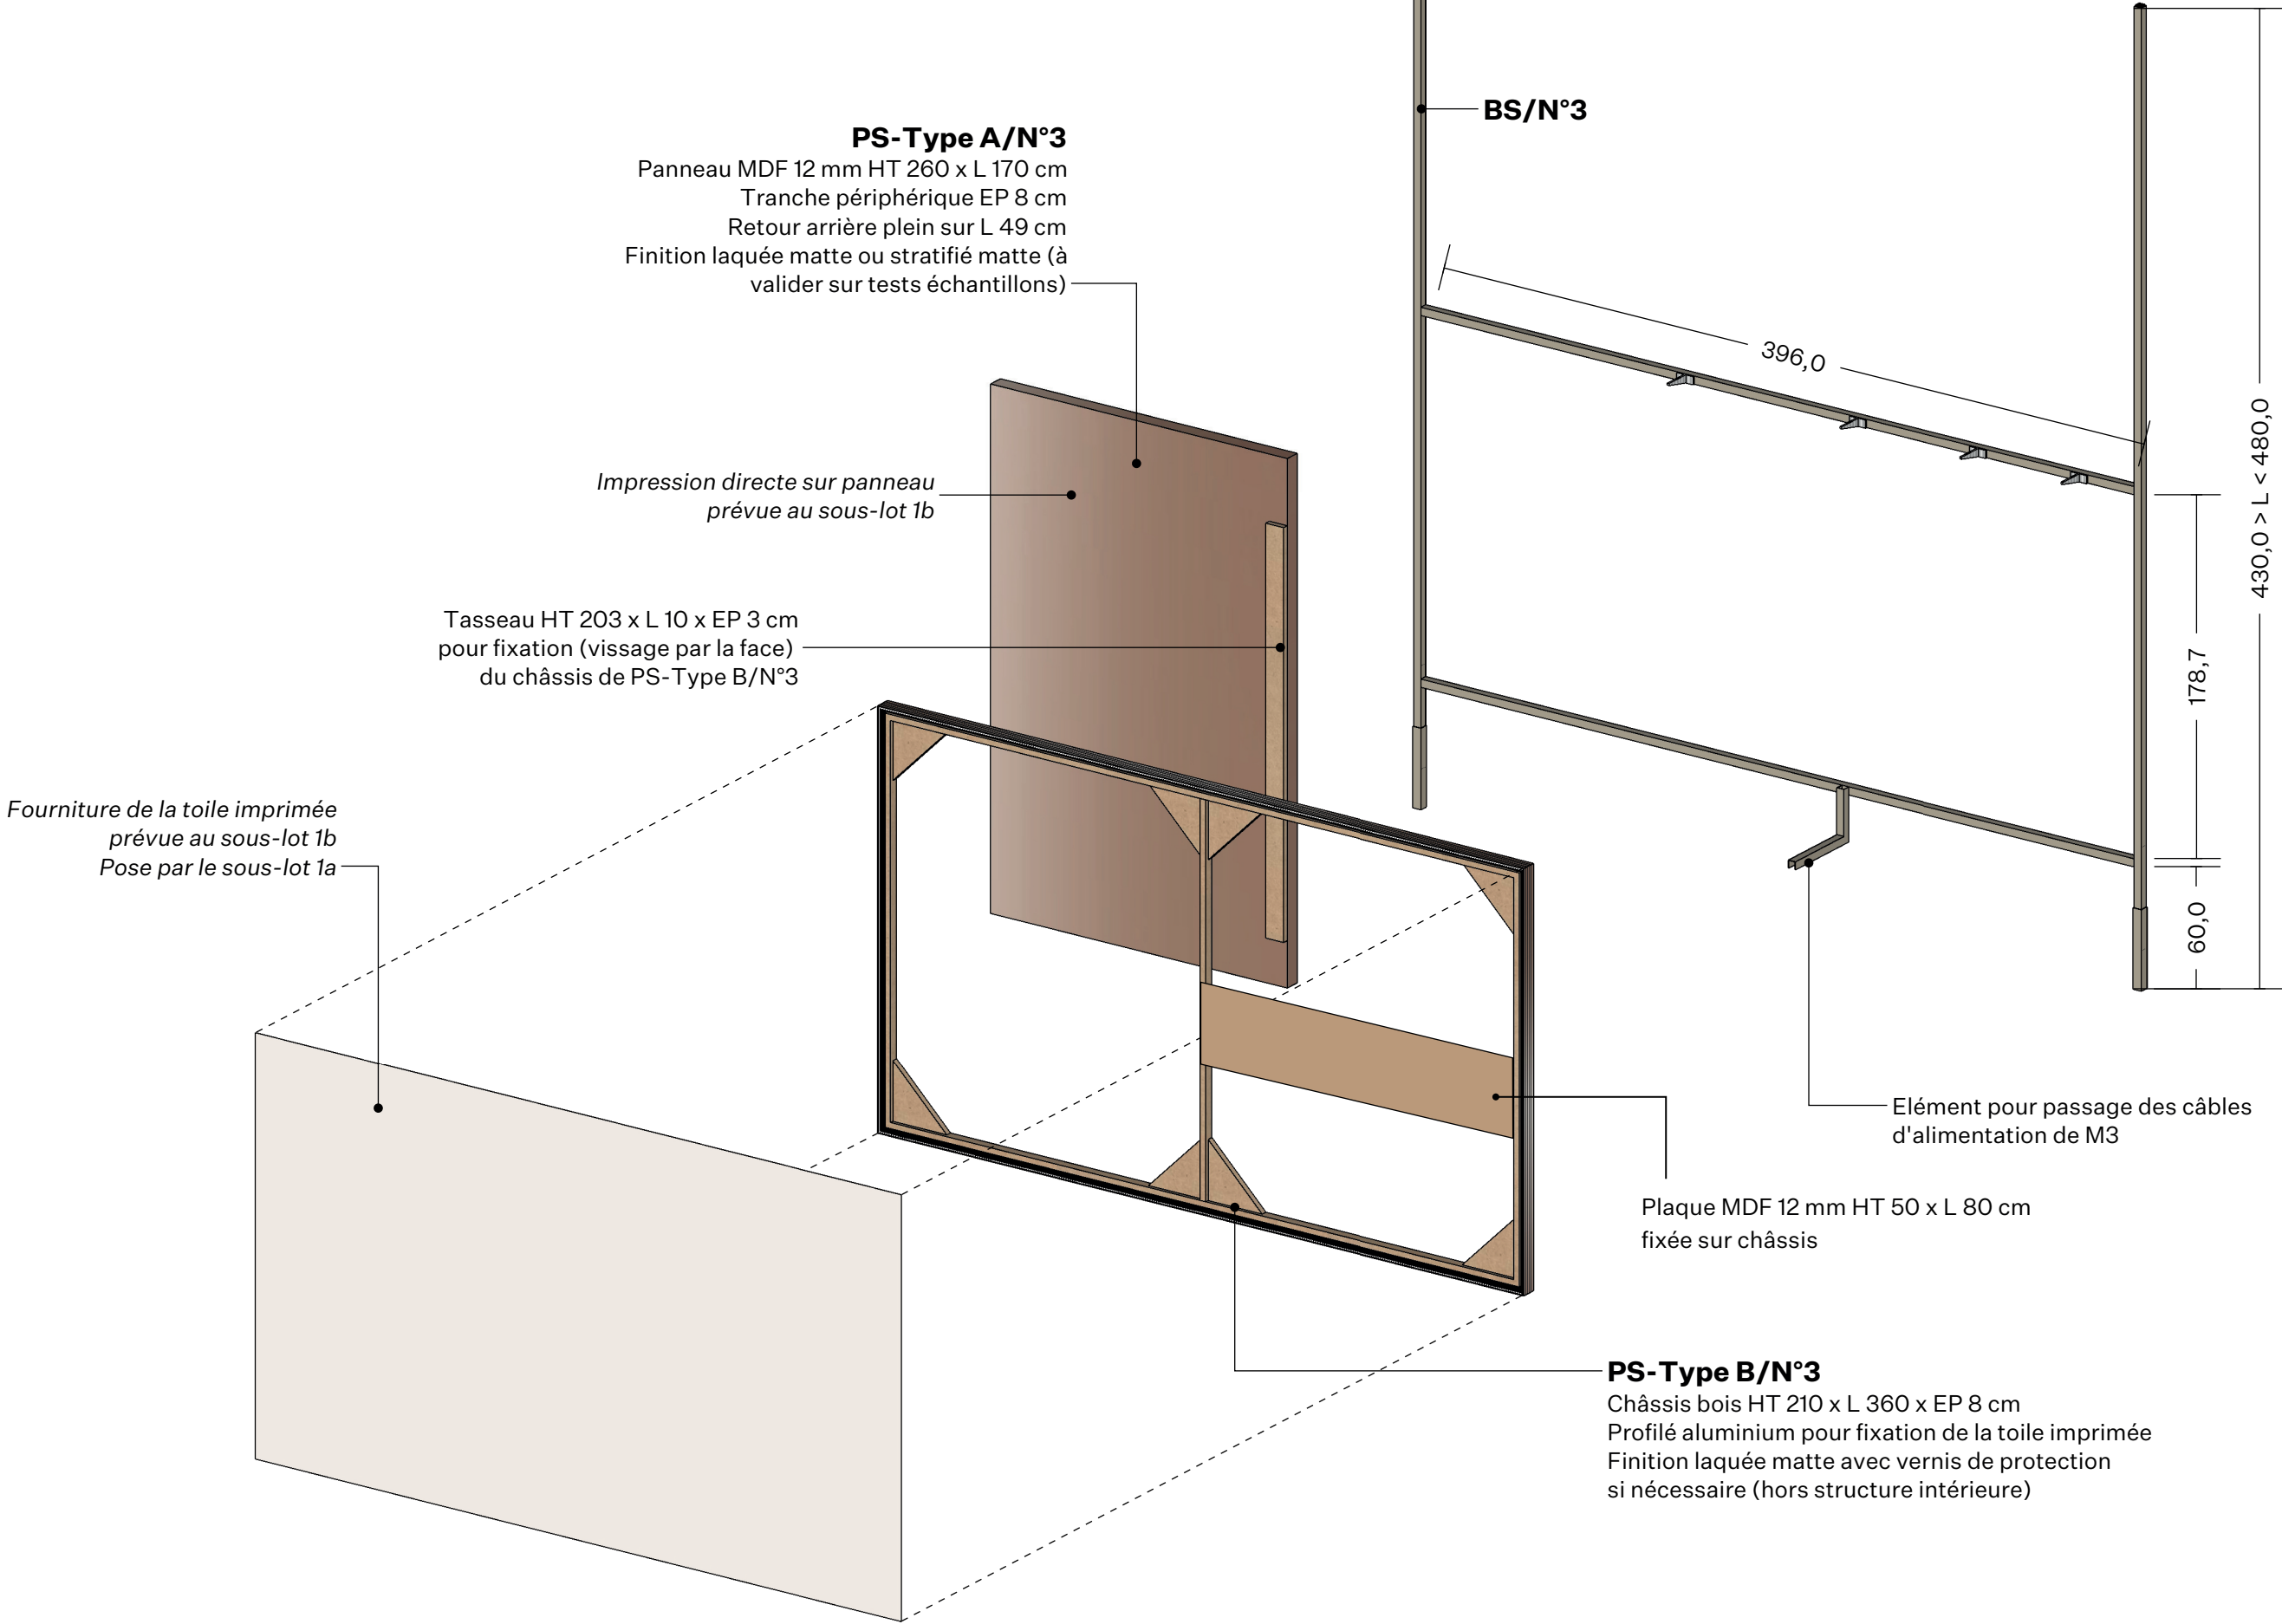 BS/N°3
PS-Type A/N°3
Panneau MDF 12 mm HT 260 x L 170 cm
Tranche périphérique EP 8 cm
Retour arrière plein sur L 49 cm
Finition laquée matte ou stratifié matte (à
valider sur tests échantillons)
396,0
430,0 > L < 480,0
Impression directe sur panneau
prévue au sous-lot 1b
Tasseau HT 203 x L 10 x EP 3 cm
pour fixation (vissage par la face)
du châssis de PS-Type B/N°3
178,7
Fourniture de la toile imprimée
prévue au sous-lot 1b
Pose par le sous-lot 1a
60,0
Elément pour passage des câbles
d'alimentation de M3
Plaque MDF 12 mm HT 50 x L 80 cm
fixée sur châssis
PS-Type B/N°3
Châssis bois HT 210 x L 360 x EP 8 cm
Profilé aluminium pour fixation de la toile imprimée
Finition laquée matte avec vernis de protection
si nécessaire (hors structure intérieure)